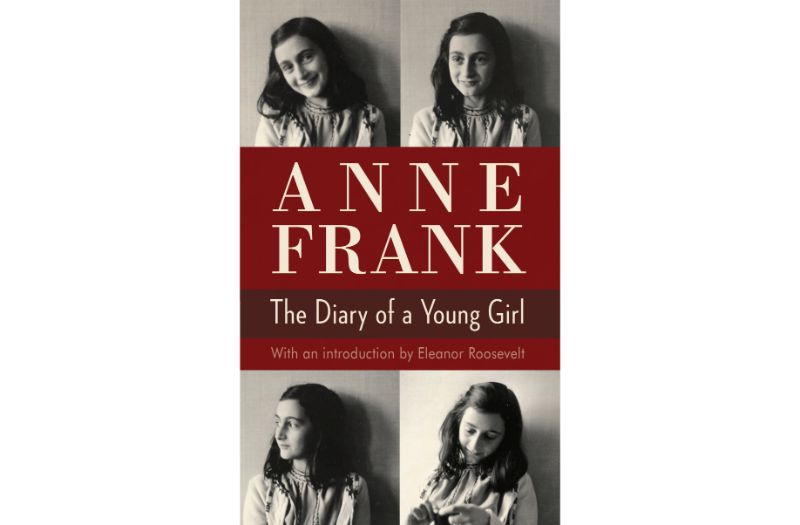 ANNE
FRANK
The Diary of a Young Girl
With an introduction by Eleanor Roosevelt